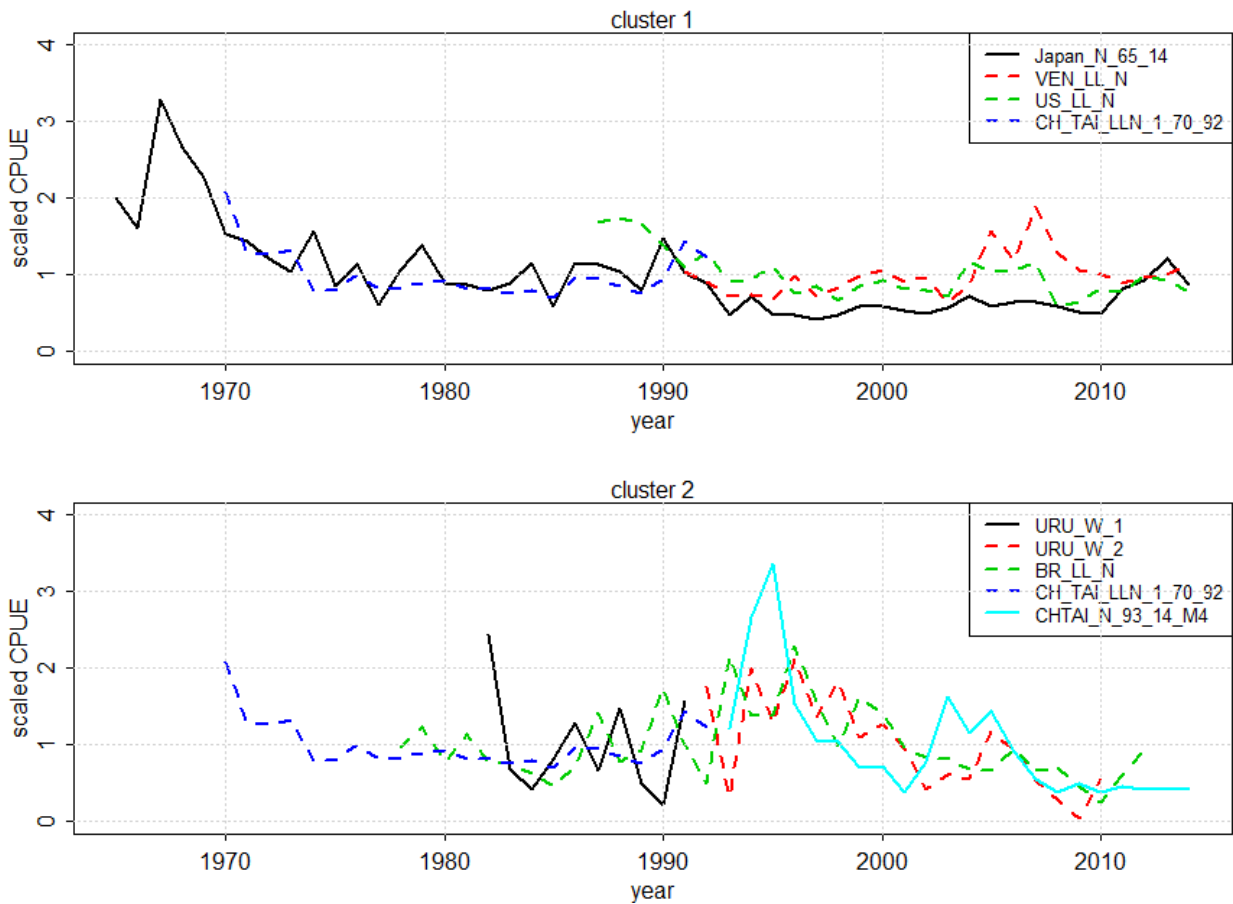 cluster 1
scaled CPUE
4
3
2
1
0
Japan_N_65_14
VEN_LL_N
US_LL_N
CH_TAI_LLN_1_70_92
1970 1980 1990 2000 2010
year
cluster 2
scaled CPUE
4
3
2
1
0
URU_W_1
URU_W_2
BR_LL_N
CH_TAI_LLN_1_70_92
CHTAI_N_93_14_M4
1970 1980 1990 2000 2010
year